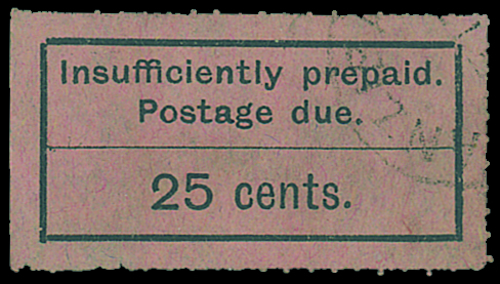 Insufficiently prepaid.
Postage due.
25 cents.